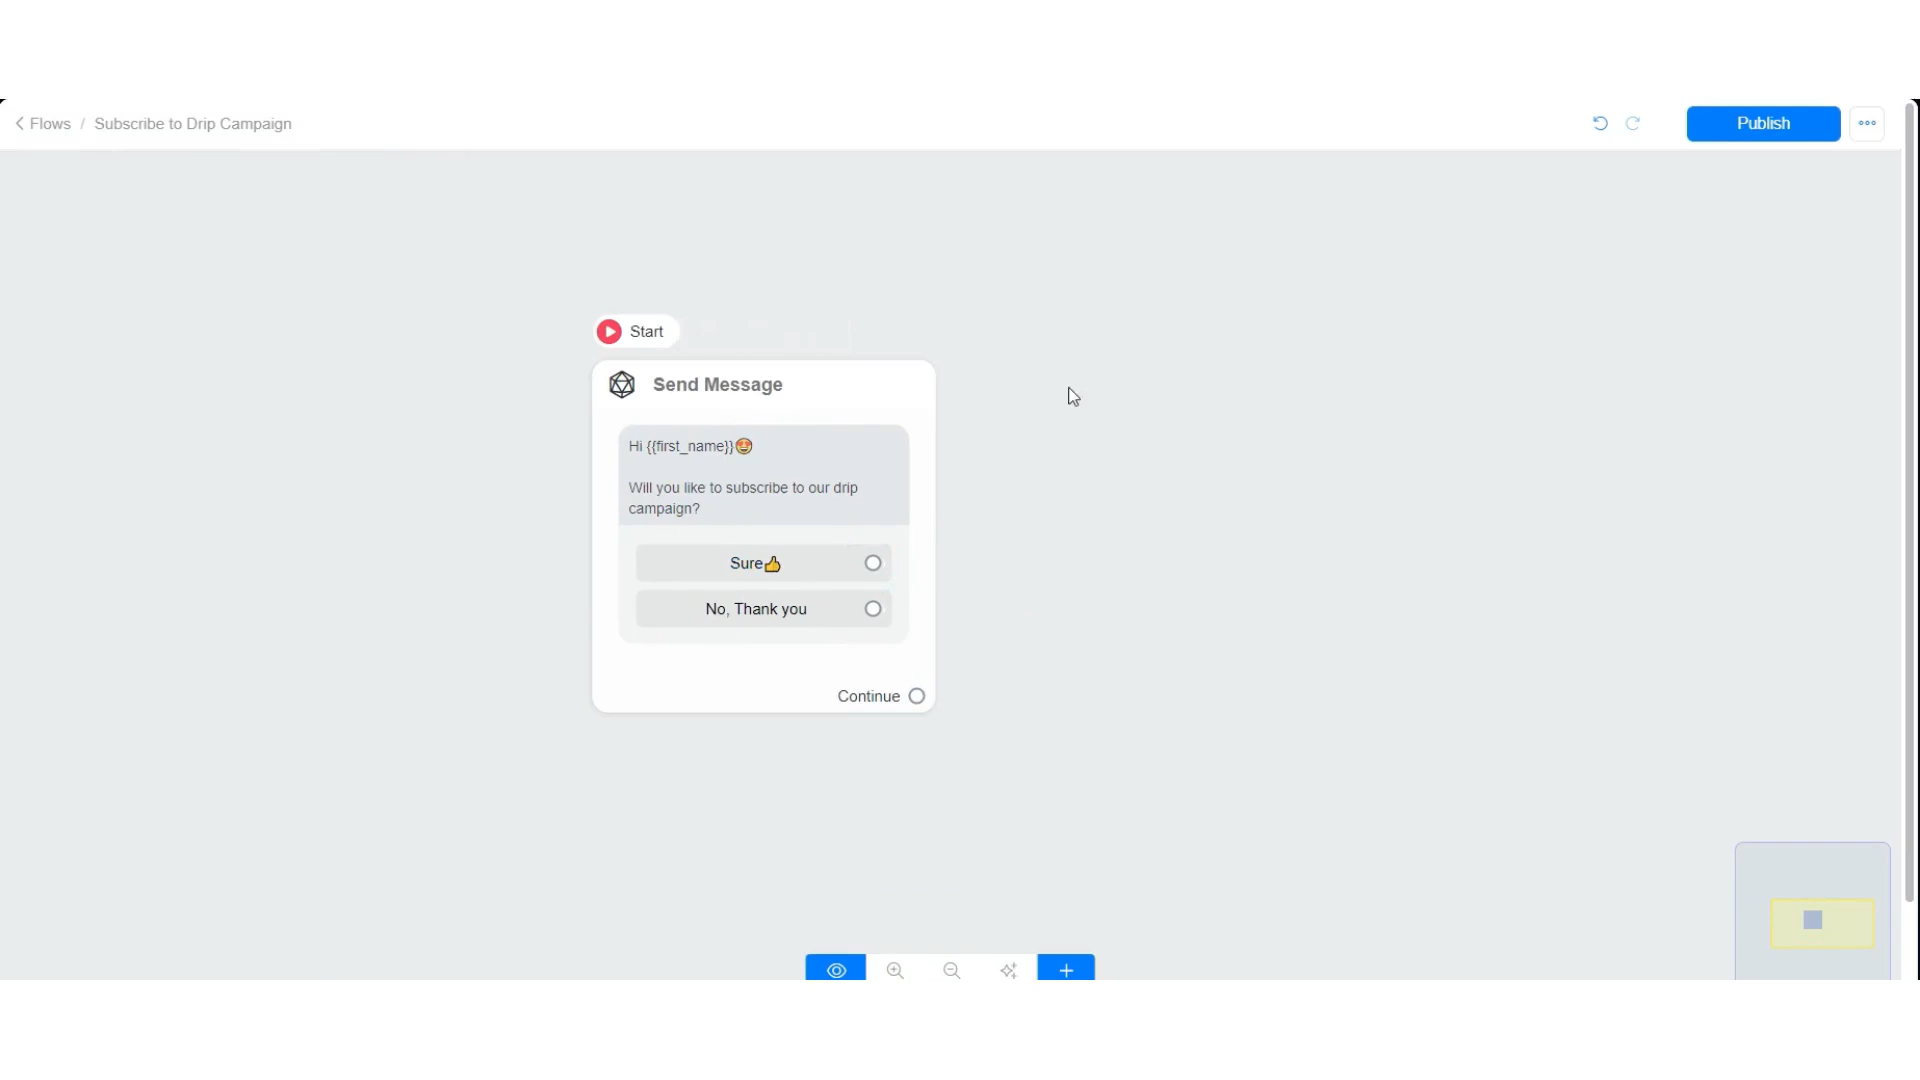 Flows / Subscribe to Drip Campaign
Publish
Start
Send Message
Hi {{first_name}}🤩
Will you like to subscribe to our drip
campaign?
Sure👍
No, Thank you
Continue